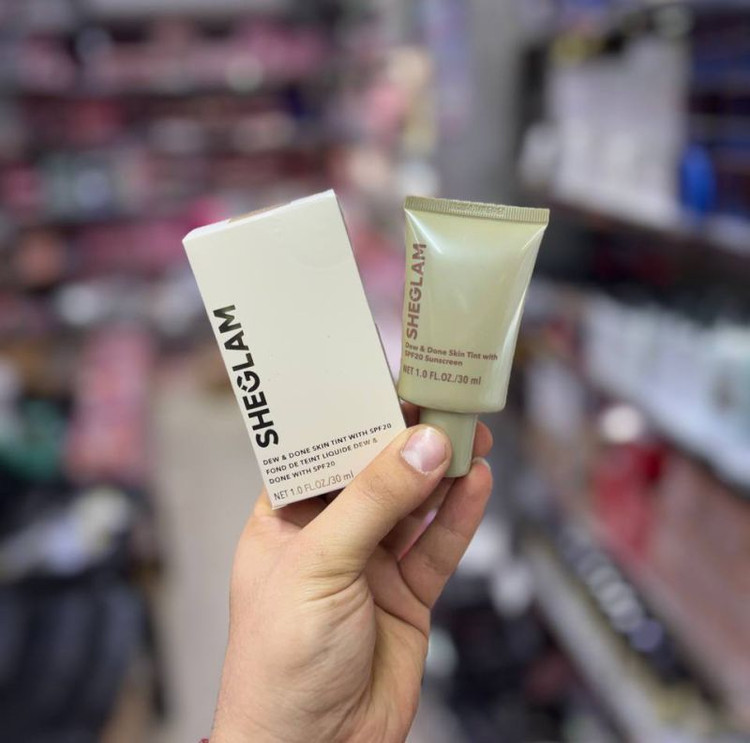 SHEGLAM
DEW & DONE SKIN TINT WITH SPF20
FOND DE TEINT LIQUIDE DEW &
DONE WITH SPF20
NET 1.0 FL.OZ./30 ml
SHEGLAM
Dew & Done Skin Tint with
SPF20 Sunscreen
NET 1.0 FL.OZ./30 ml